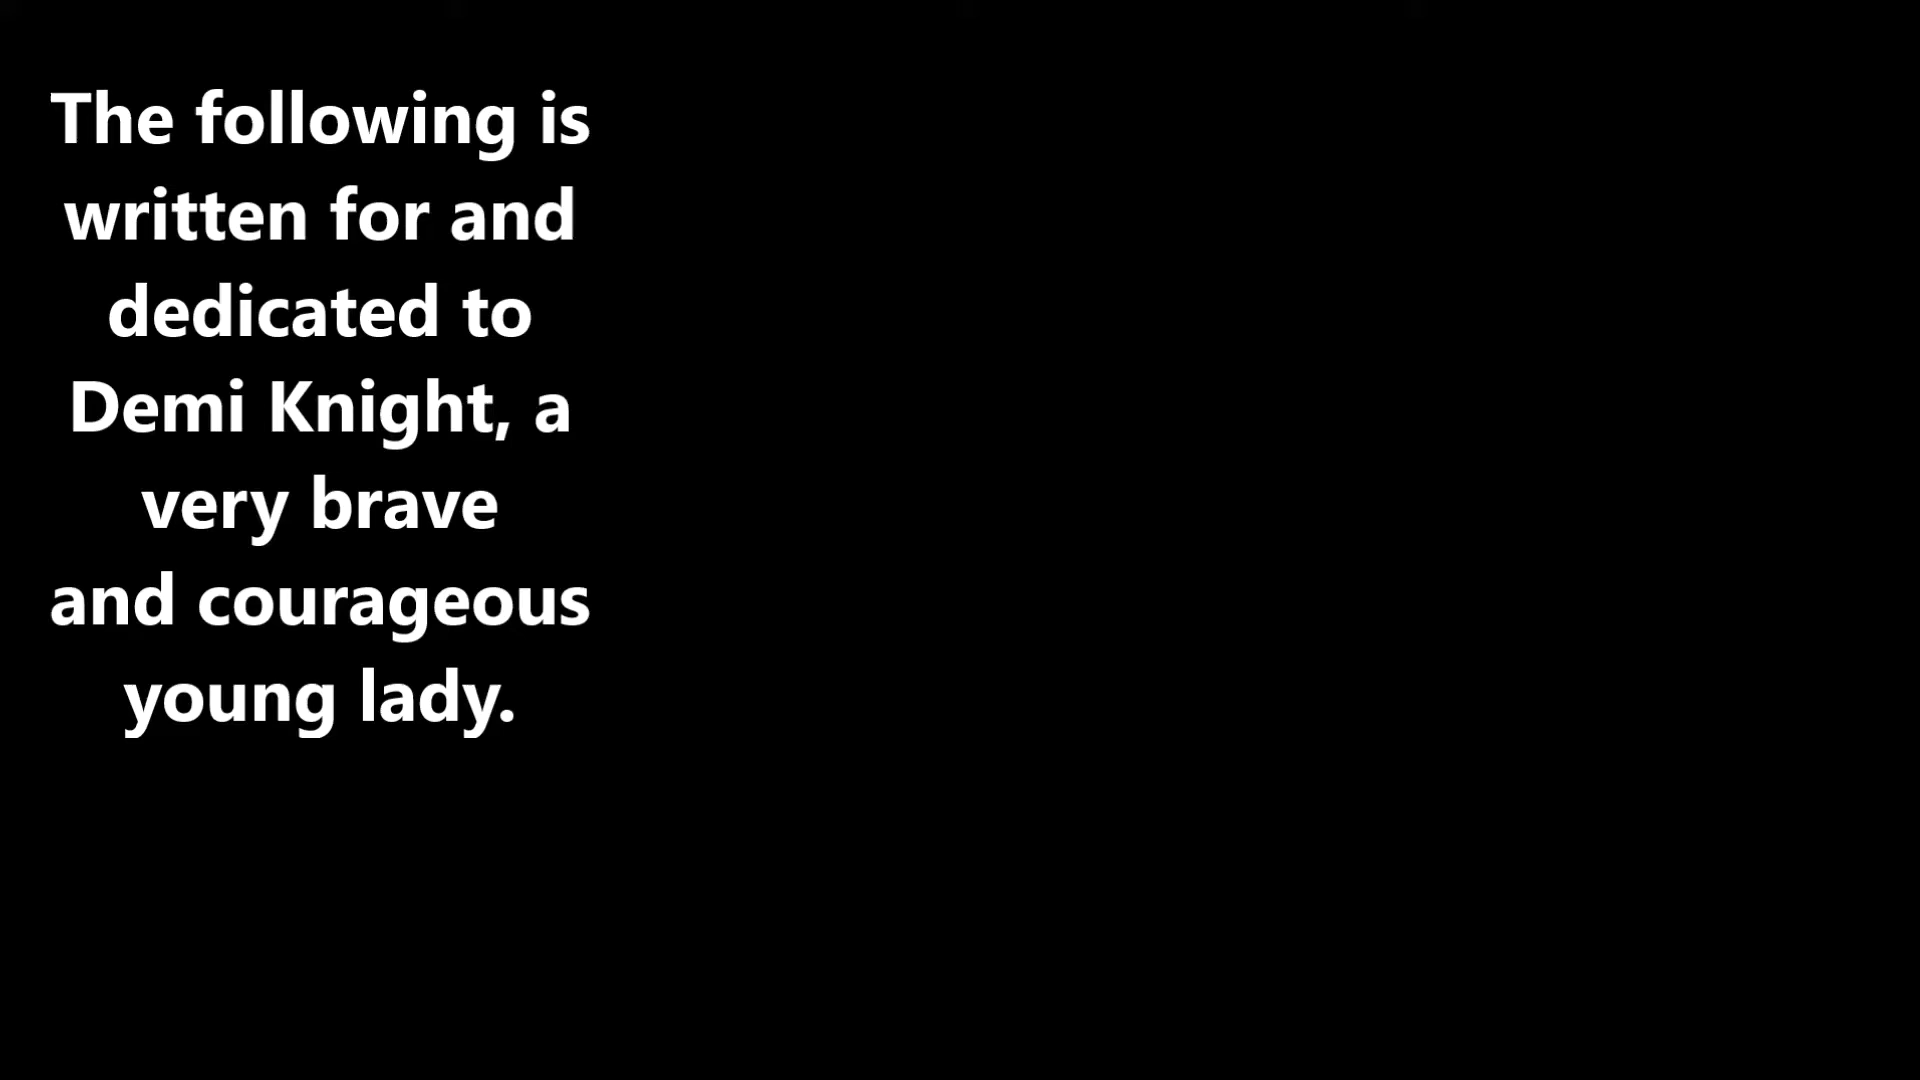 The following is
written for and
dedicated to
Demi Knight, a
very brave
and courageous
young lady.